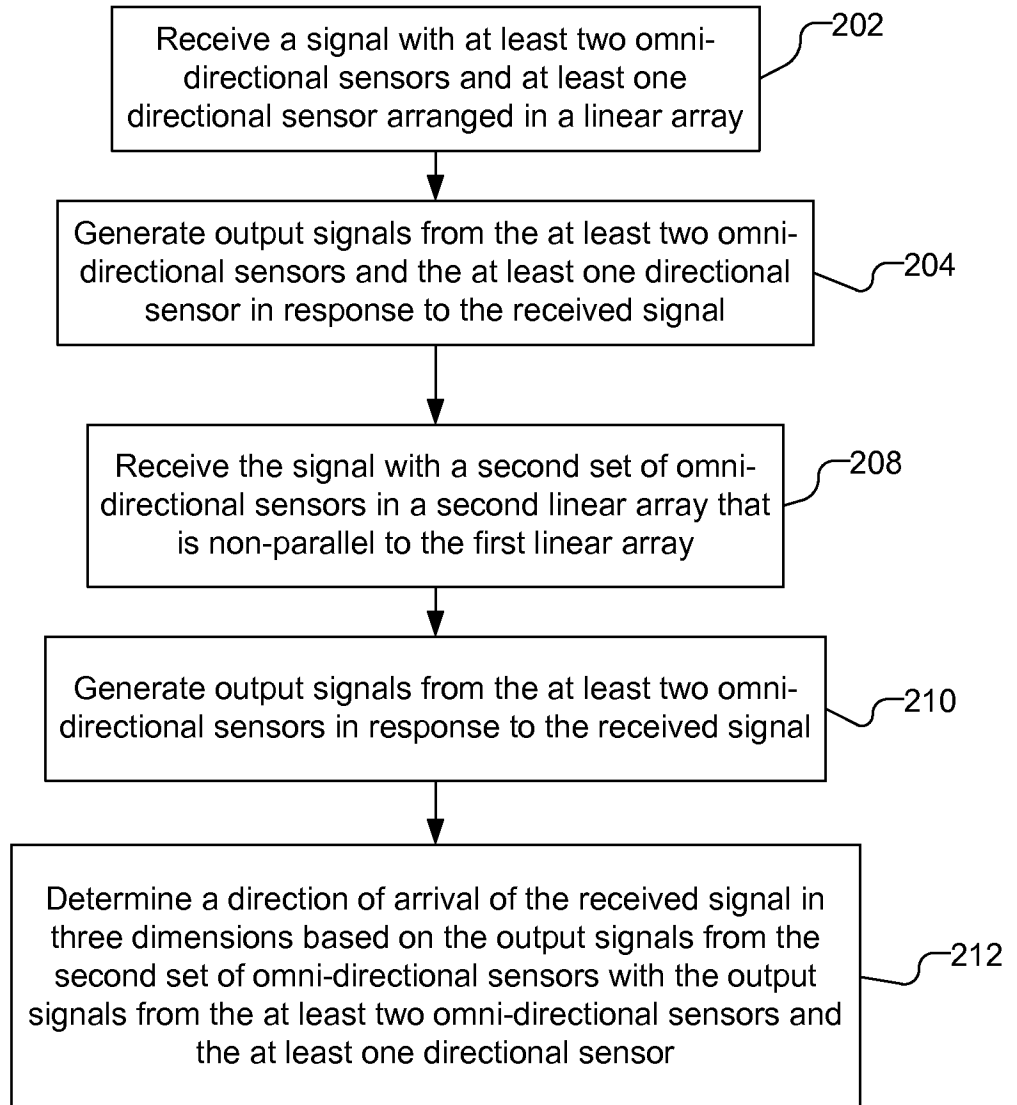 Receive a signal with at least two omni-
directional sensors and at least one
directional sensor arranged in a linear array
202
Generate output signals from the at least two omni-
directional sensors and the at least one directional
sensor in response to the received signal
204
Receive the signal with a second set of omni-
directional sensors in a second linear array that
is non-parallel to the first linear array
208
Generate output signals from the at least two omni-
directional sensors in response to the received signal
210
Determine a direction of arrival of the received signal in
three dimensions based on the output signals from the
second set of omni-directional sensors with the output
signals from the at least two omni-directional sensors and
the at least one directional sensor
212